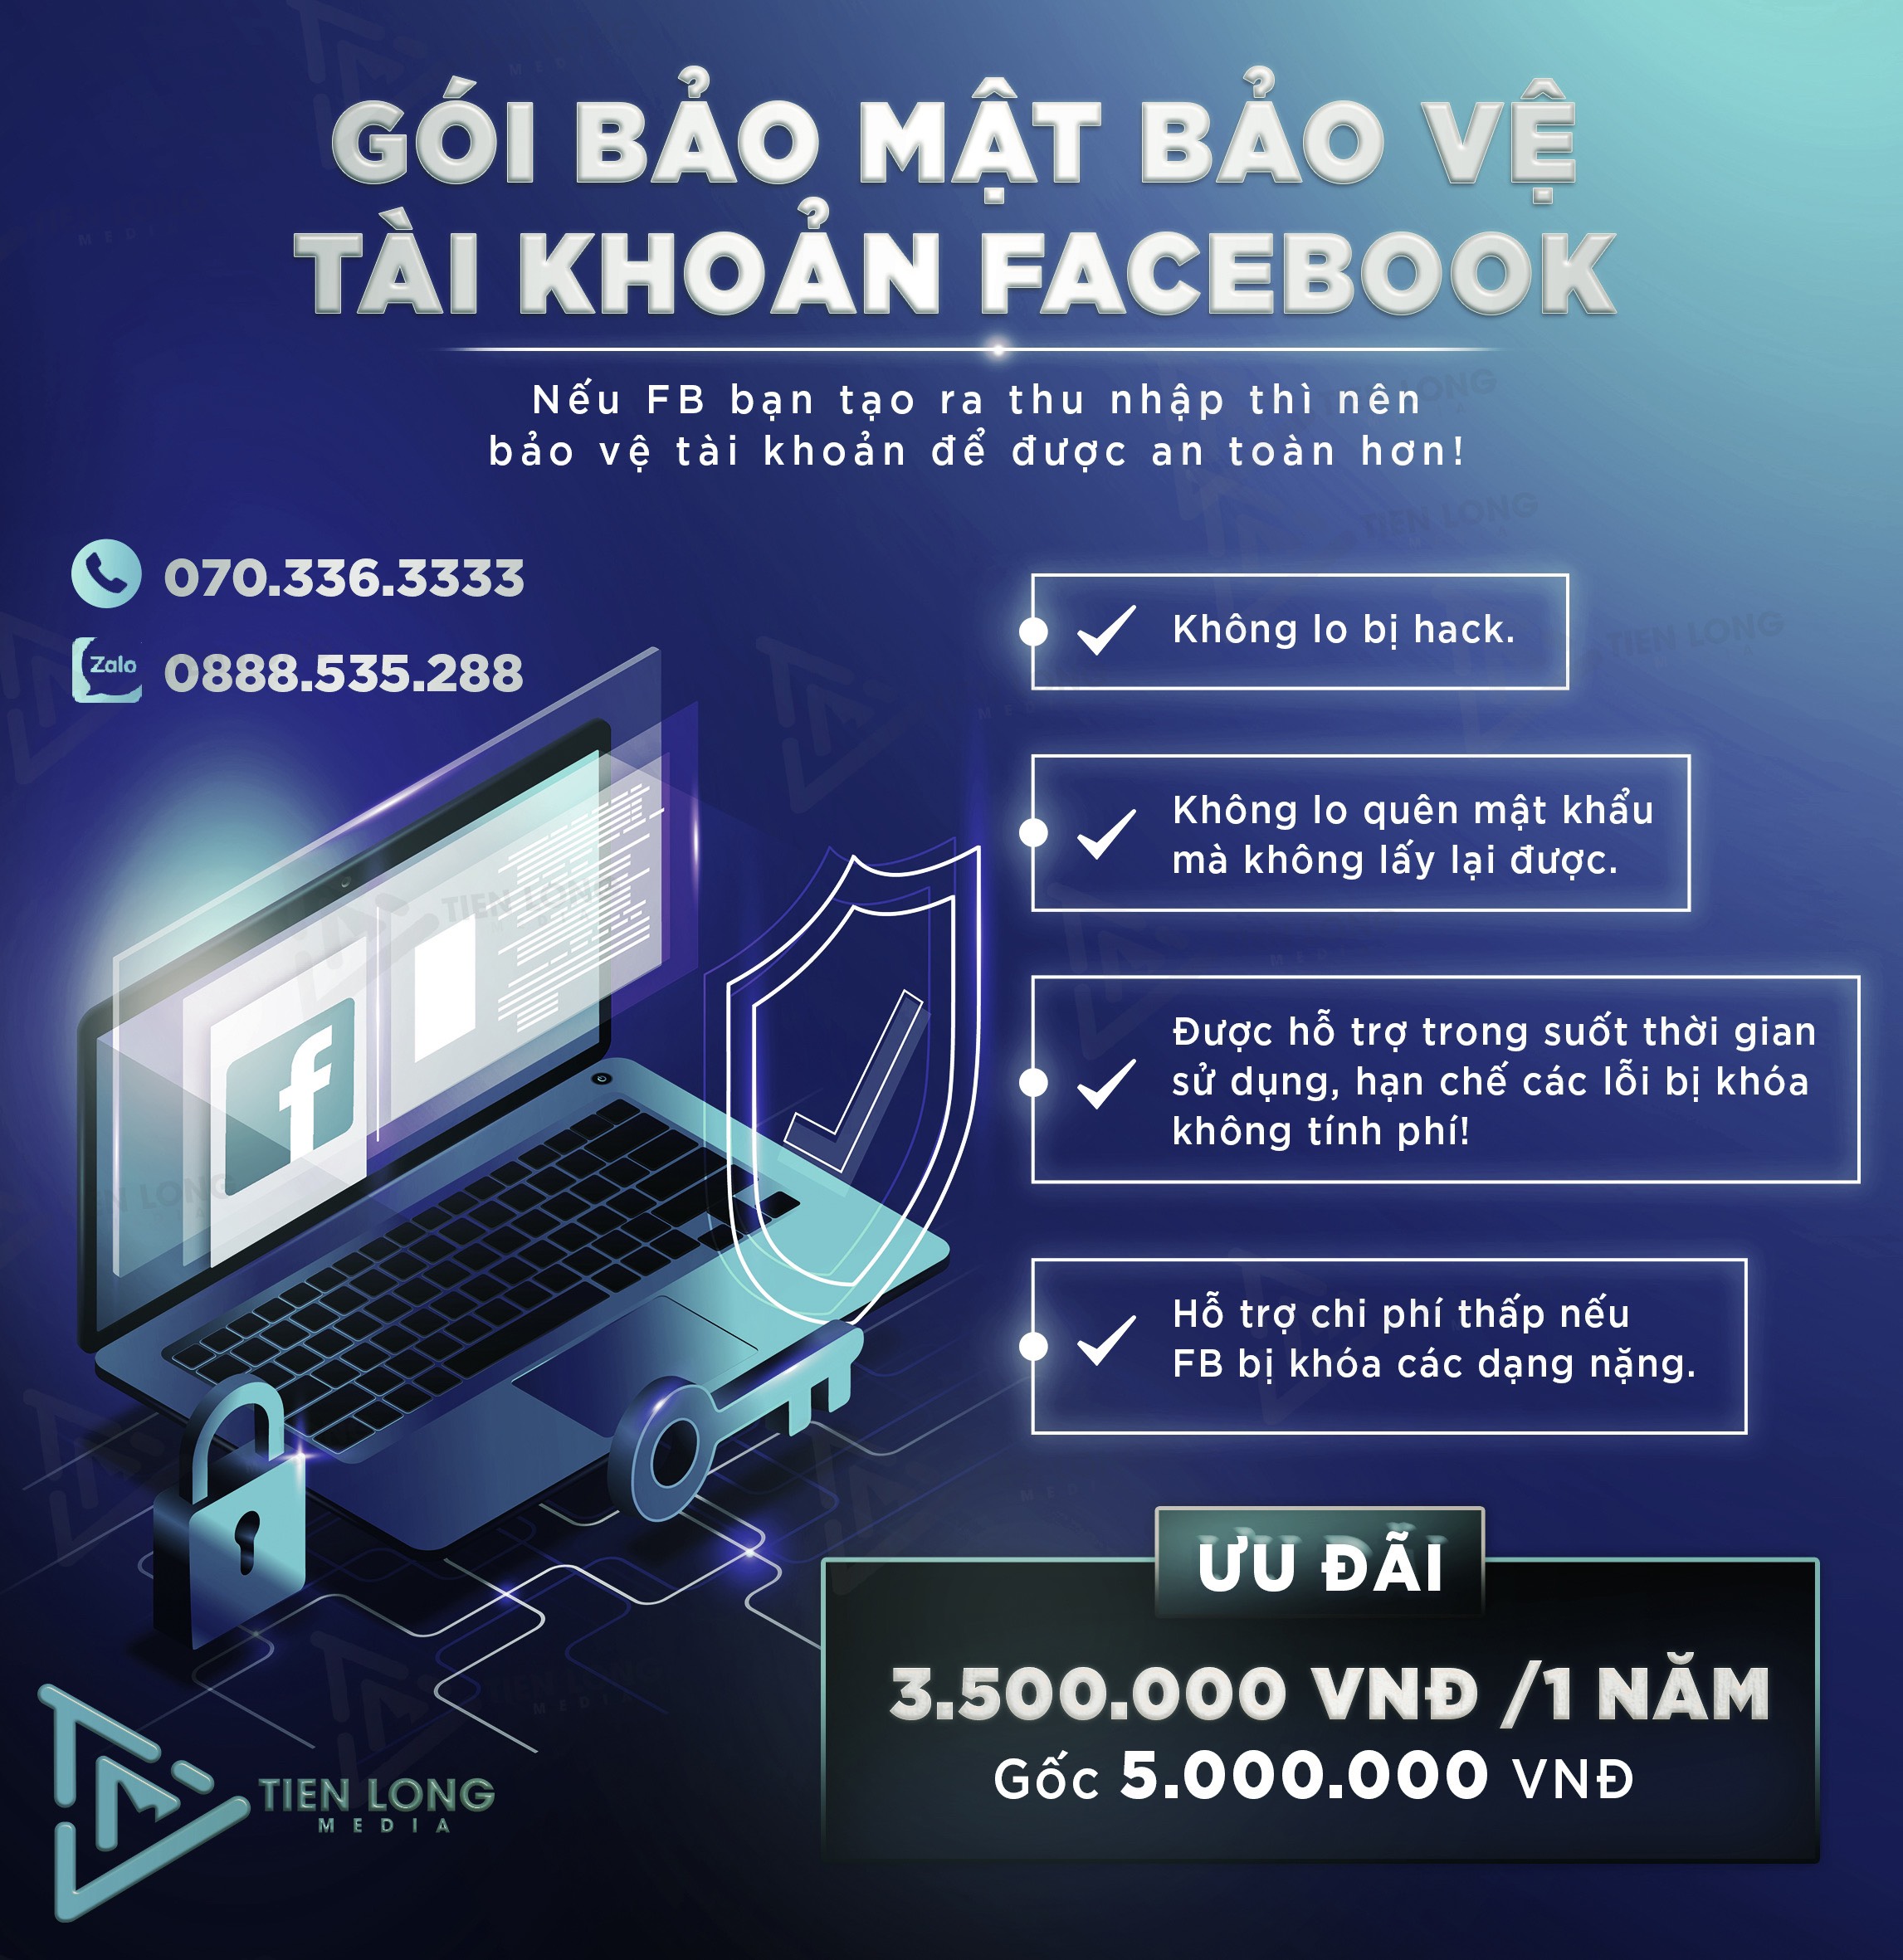 GÓI BẢO MẬT BẢO VỆ
TÀI KHOẢN FACEBOOK
Nếu FB bạn tạo ra thu nhập thì nên
bảo vệ tài khoản để được an toàn hơn!
070.336.3333
Zalo
0888.535.288
Không lo bị hack.
Không lo quên mật khẩu
mà không lấy lại được.
Được hỗ trợ trong suốt thời gian
sử dụng, hạn chế các lỗi bị khóa
không tính phí!
Hỗ trợ chi phí thấp nếu
FB bị khóa các dạng nặng.
ƯU ĐÃI
3.500.000 VNĐ /1 NĂM
Gốc 5.000.000 VNĐ
TIEN LONG
MEDIA